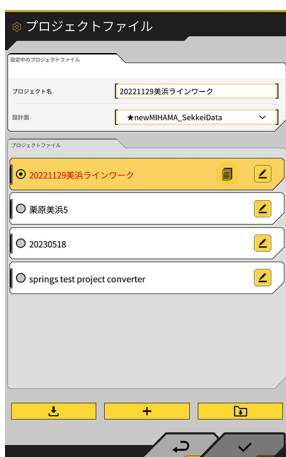 プロジェクトファイル
設定中のプロジェクトファイル
プロジェクト名 20221129美浜ラインワーク
設計面 ★newMIHAMA_SekkeiData
プロジェクトファイル
20221129美浜ラインワーク
栗原美浜5
20230518
springs test project converter